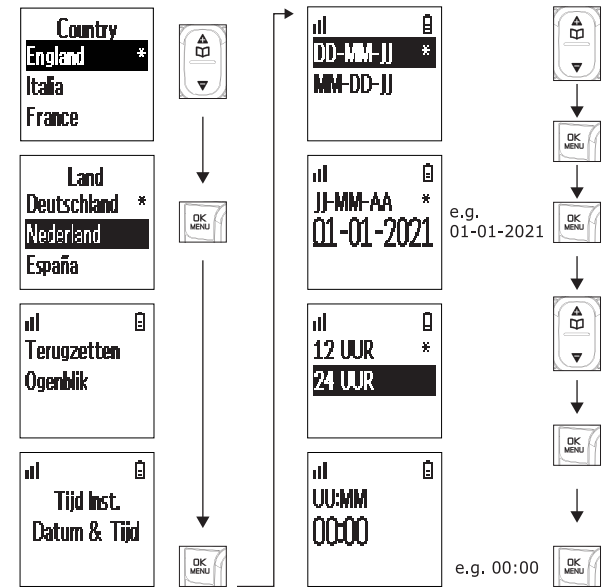 Country
England *
Italia
France
Land
Deutschland *
Nederland
España
Terugzetten
Ogenblik
Tijd Inst.
Datum & Tijd
OK
MENU
OK
MENU
DD-MM-JJ *
MM-DD-JJ
JJ-MM-AA *
01-01-2021
e.g.
01-01-2021
12 UUR *
24 UUR
UU:MM
00:00
e.g. 00:00
OK
MENU
OK
MENU
OK
MENU
OK
MENU